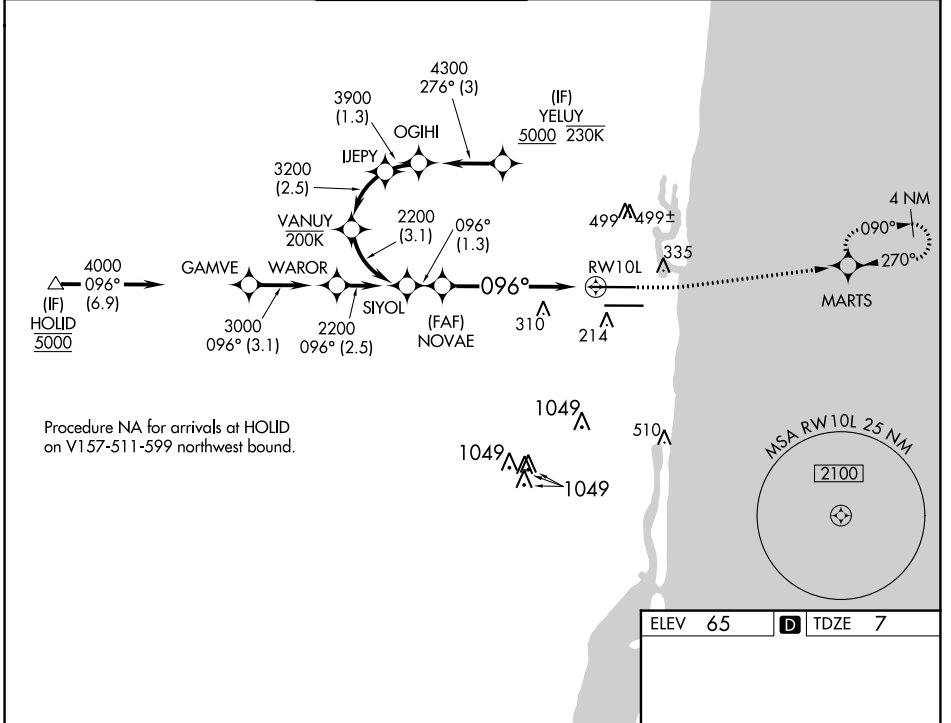 4300
276° (3)
3900
(1.3)
OGIHI
(IF)
YELUY
5000 230K
IJEPY
3200
(2.5)
VANUY
200K
2200
(3.1)
096°
(1.3)
499 499±
4 NM
090°
270°
335
4000
096°
(6.9)
GAMVE
WAROR
RW10L
MARTS
(IF)
HOLID
5000
SIYOL
096°
3000
096° (3.1)
2200
096° (2.5)
(FAF)
NOVAE
310
214
Procedure NA for arrivals at HOLID
on V157-511-599 northwest bound.
1049
510
1049
1049
MSA RW10L 25 NM
2100
ELEV 65 D TDZE 7